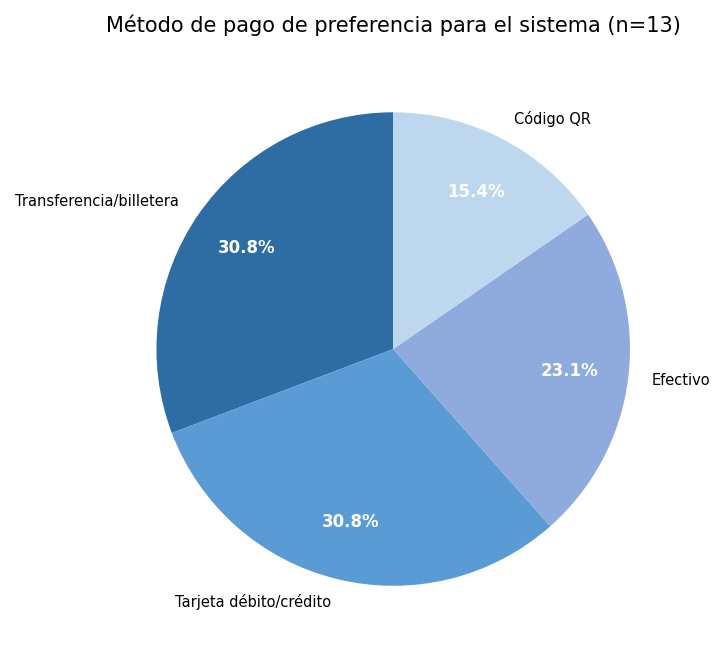 Método de pago de preferencia para el sistema (n=13)
Código QR
15.4%
Transferencia/billetera
30.8%
23.1%
Efectivo
30.8%
Tarjeta débito/crédito